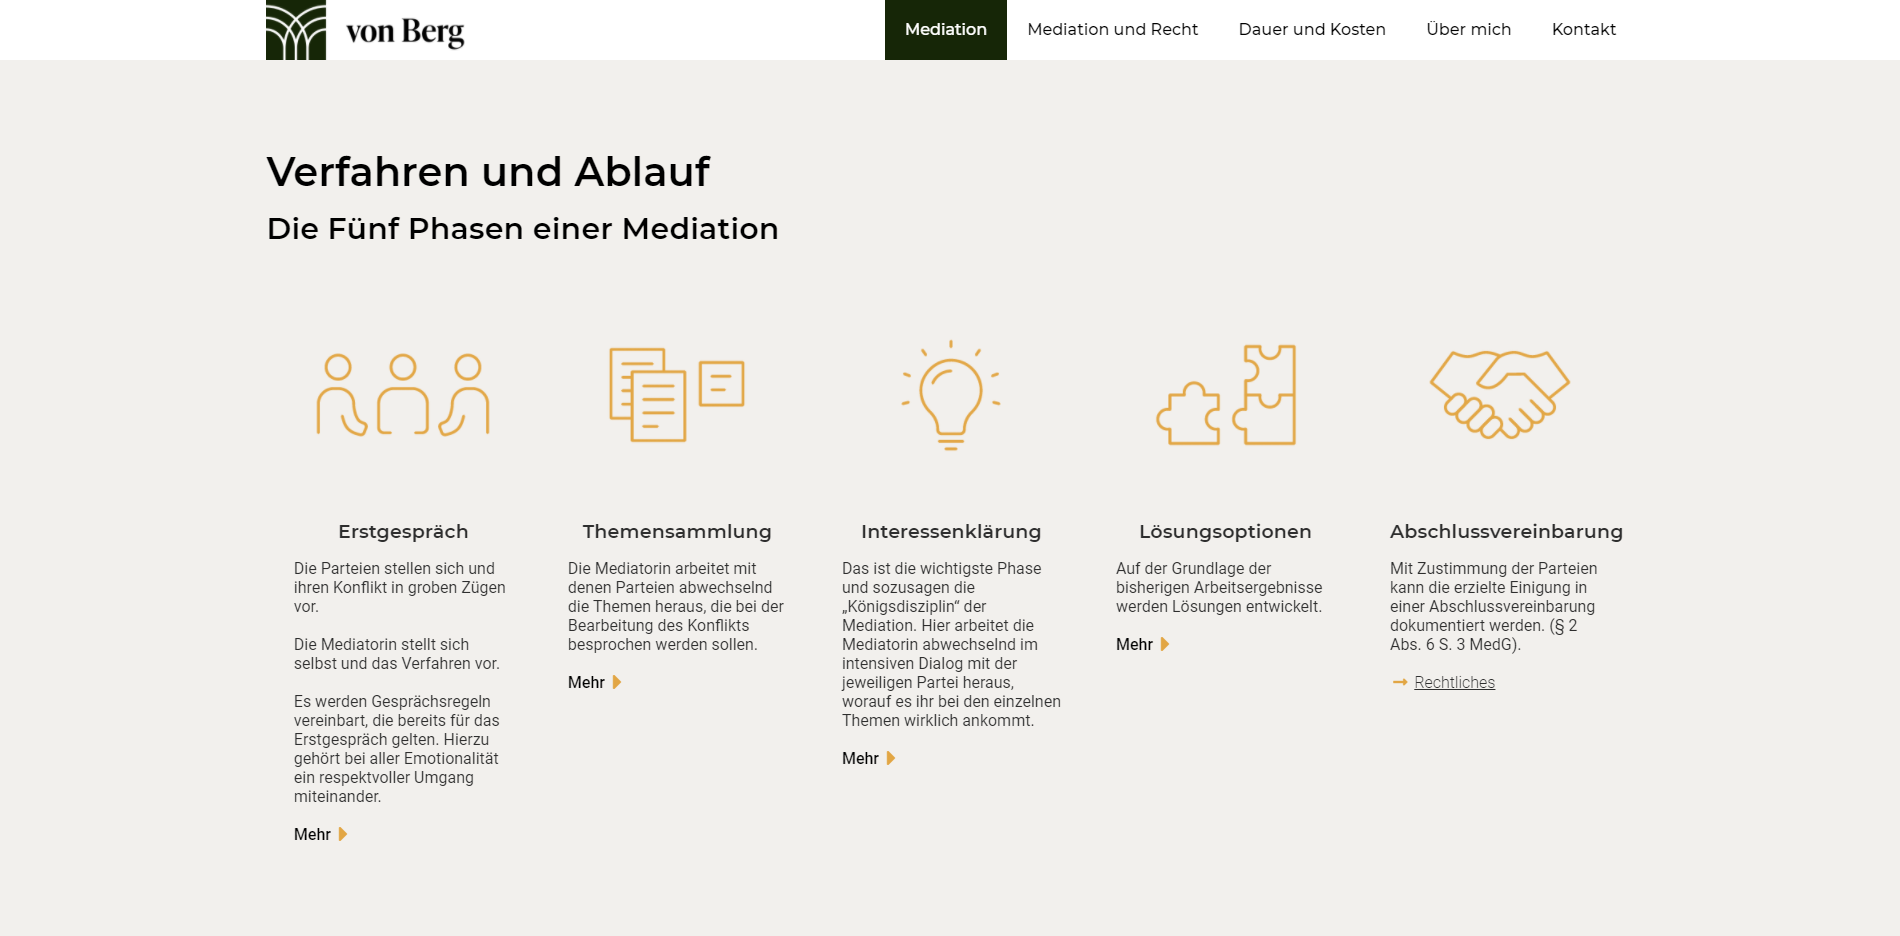 von Berg
Mediation
Mediation und Recht
Dauer und Kosten
Über mich
Kontakt
Verfahren und Ablauf
Die Fünf Phasen einer Mediation
Erstgespräch
Die Parteien stellen sich und
ihren Konflikt in groben Zügen
vor.
Die Mediatorin stellt sich
selbst und das Verfahren vor.
Es werden Gesprächsregeln
vereinbart, die bereits für das
Erstgespräch gelten. Hierzu
gehört bei aller Emotionalität
ein respektvoller Umgang
miteinander.
Mehr
Themensammlung
Die Mediatorin arbeitet mit
denen Parteien abwechselnd
die Themen heraus, die bei der
Bearbeitung des Konflikts
besprochen werden sollen.
Mehr
Interessenklärung
Das ist die wichtigste Phase
und sozusagen die
„Königsdisziplin“ der
Mediation. Hier arbeitet die
Mediatorin abwechselnd im
intensiven Dialog mit der
jeweiligen Partei heraus,
worauf es ihr bei den einzelnen
Themen wirklich ankommt.
Mehr
Lösungsoptionen
Auf der Grundlage der
bisherigen Arbeitsergebnisse
werden Lösungen entwickelt.
Mehr
Abschlussvereinbarung
Mit Zustimmung der Parteien
kann die erzielte Einigung in
einer Abschlussvereinbarung
dokumentiert werden. (§ 2
Abs. 6 S. 3 MedG).
Rechtliches